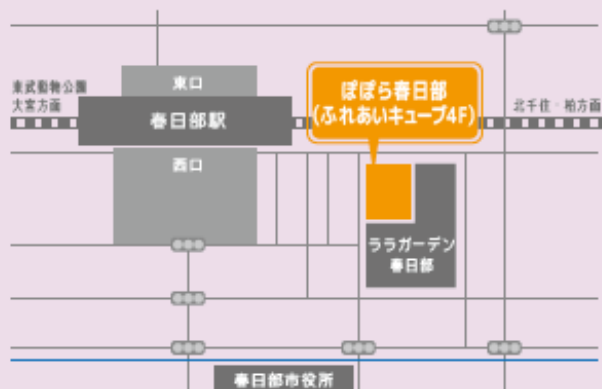 東口
東武動物公園
大宮方面
春日部駅
ぽぽら春日部
(ふれあいキューブ4F)
北千住・柏方面
西口
ララガーデン
春日部
春日部市役所